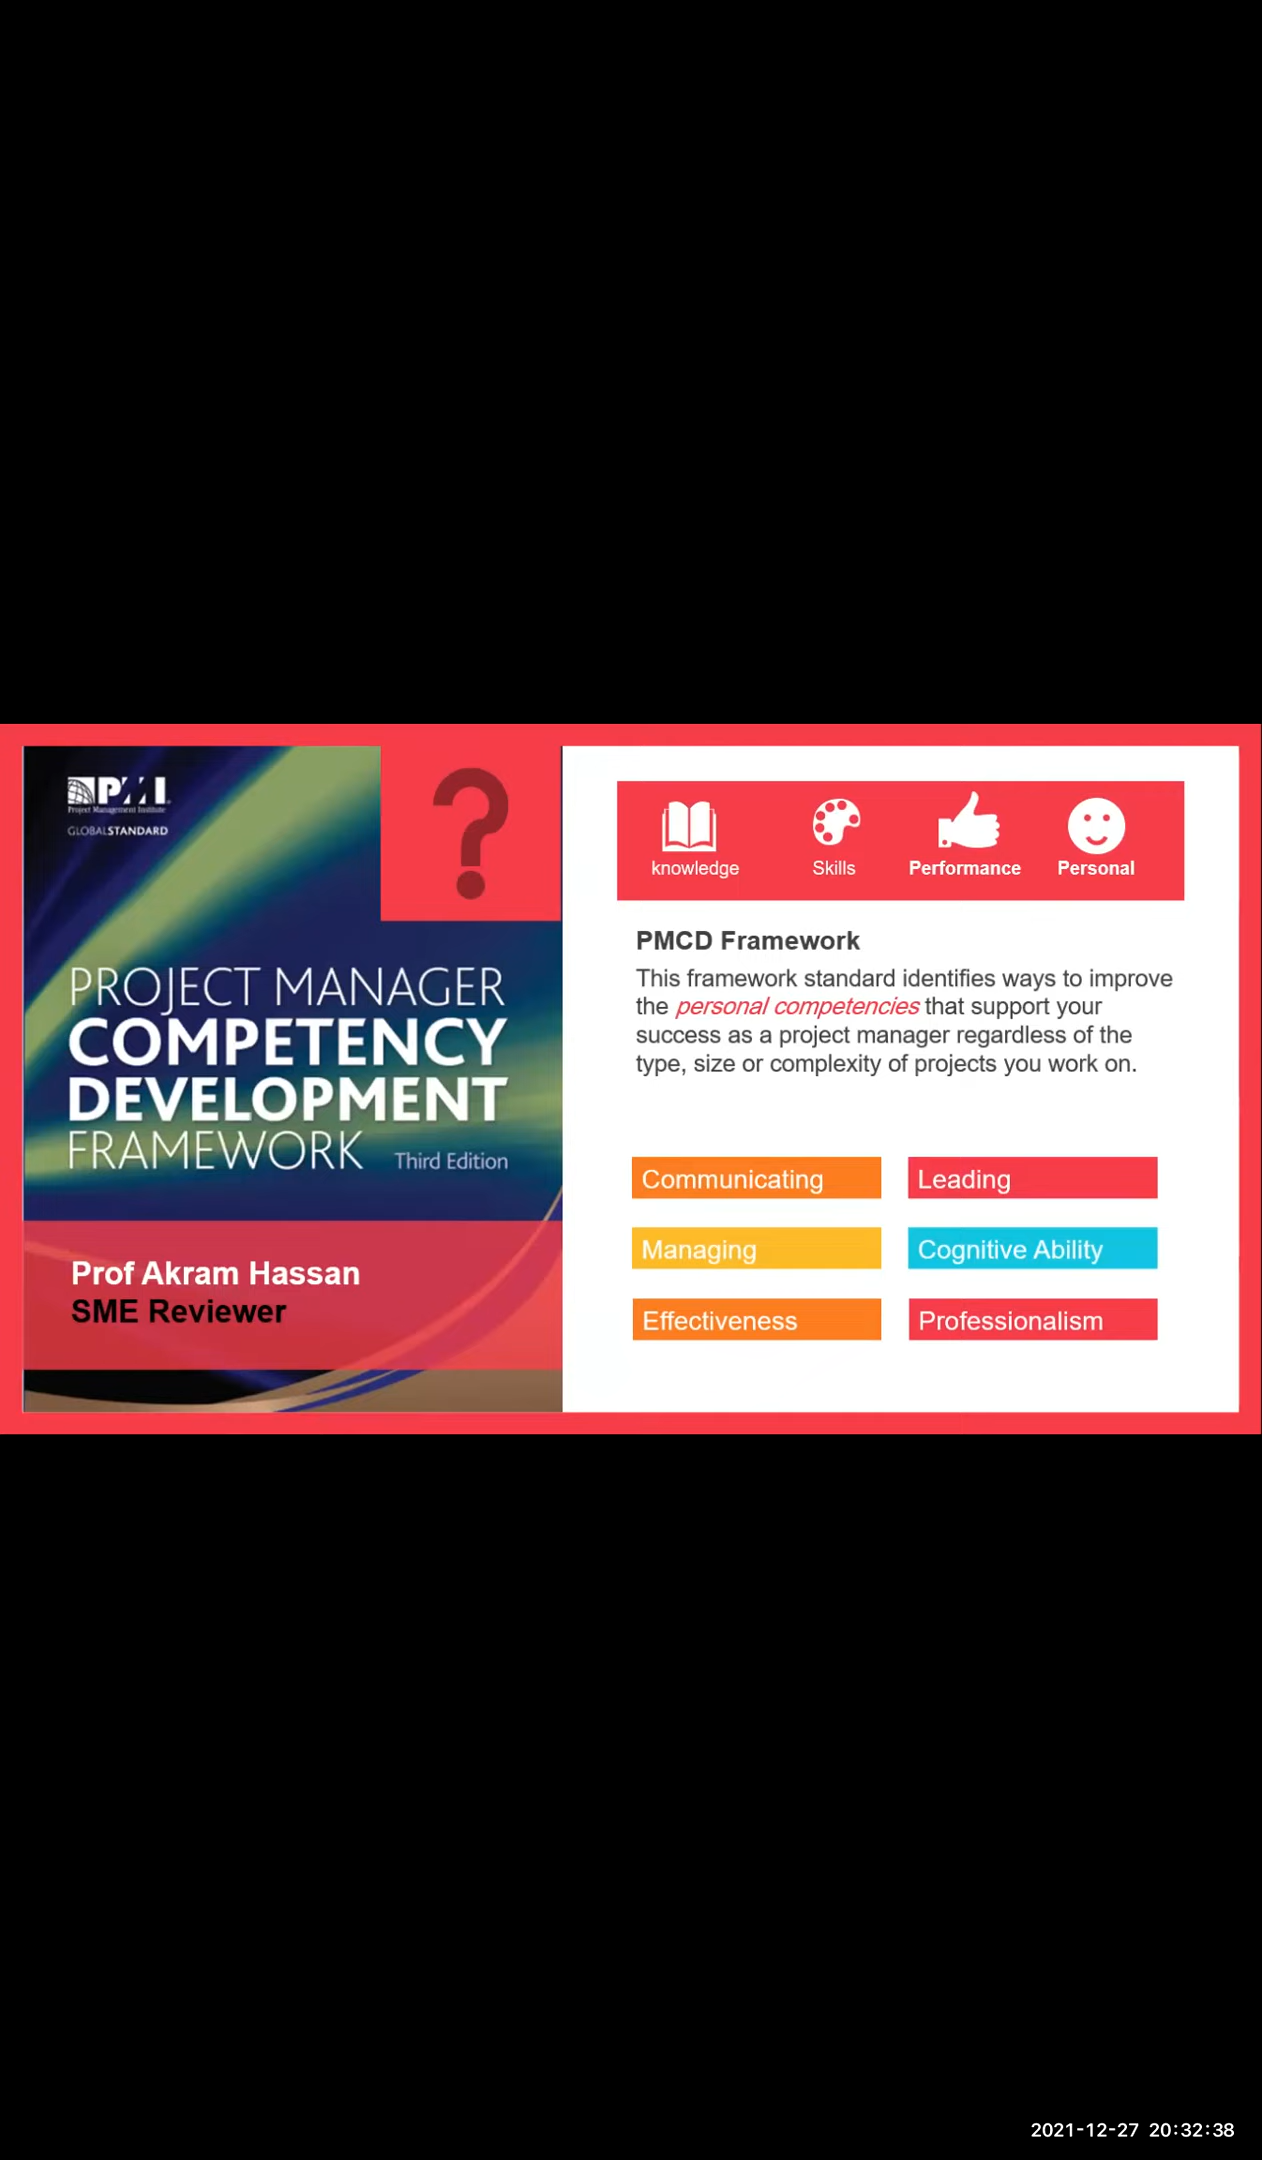 PMI
Project Management Institute
GLOBALSTANDARD
?
PROJECT MANAGER
COMPETENCY
DEVELOPMENT
FRAMEWORK Third Edition
Prof Akram Hassan
SME Reviewer
knowledge Skills Performance Personal
PMCD Framework
This framework standard identifies ways to improve
the personal competencies that support your
success as a project manager regardless of the
type, size or complexity of projects you work on.
Communicating Leading
Managing Cognitive Ability
Effectiveness Professionalism
2021-12-27 20:32:38